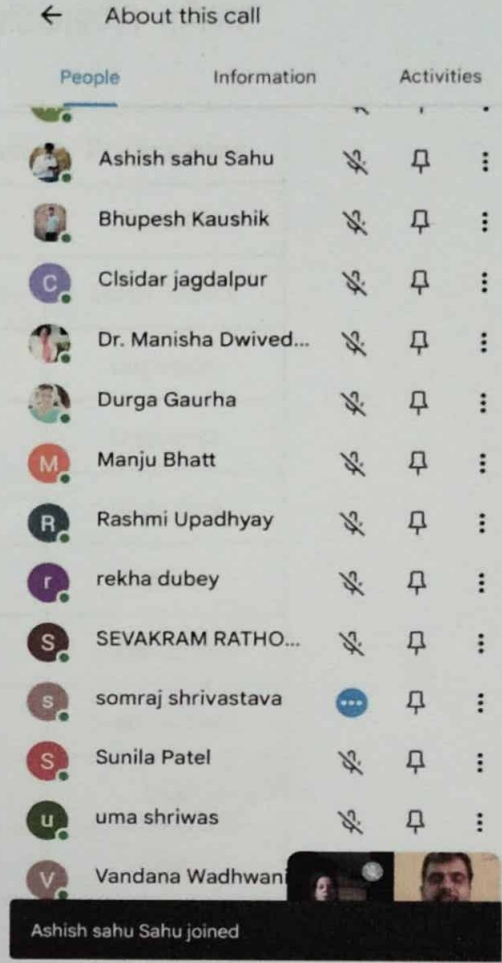 About this call
People Information Activities
Ashish sahu Sahu
Bhupesh Kaushik
C Clsidar jagdalpur
Dr. Manisha Dwived...
Durga Gaurha
M Manju Bhatt
R Rashmi Upadhyay
r rekha dubey
S SEVAKRAM RATHO...
s somraj shrivastava
S Sunila Patel
u uma shriwas
V Vandana Wadhwani
Ashish sahu Sahu joined